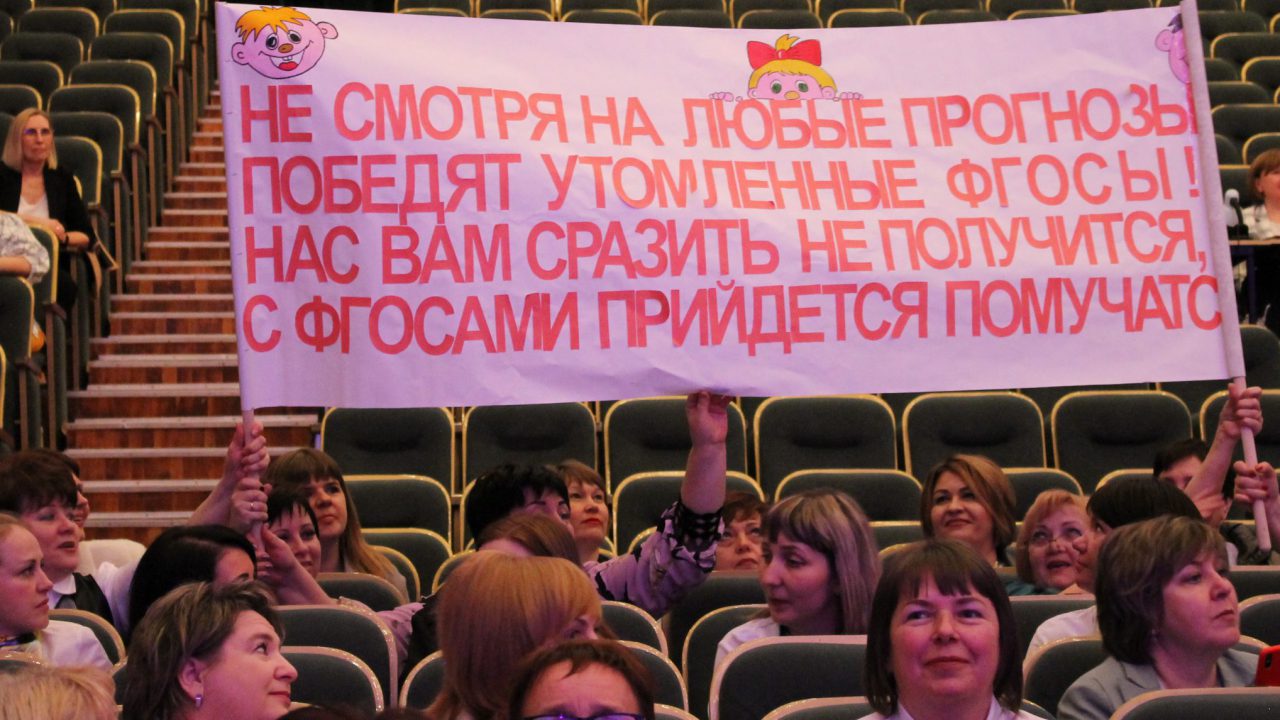 НЕ СМОТРЯ НА ЛЮБЫЕ ПРОГНОЗЫ
ПОБЕДЯТ УТОМЛЕННЫЕ ФГОСЫ!
НАС ВАМ СРАЗИТЬ НЕ ПОЛУЧИТСЯ,
С ФГОСАМИ ПРИЙДЕТСЯ ПОМУЧАТС